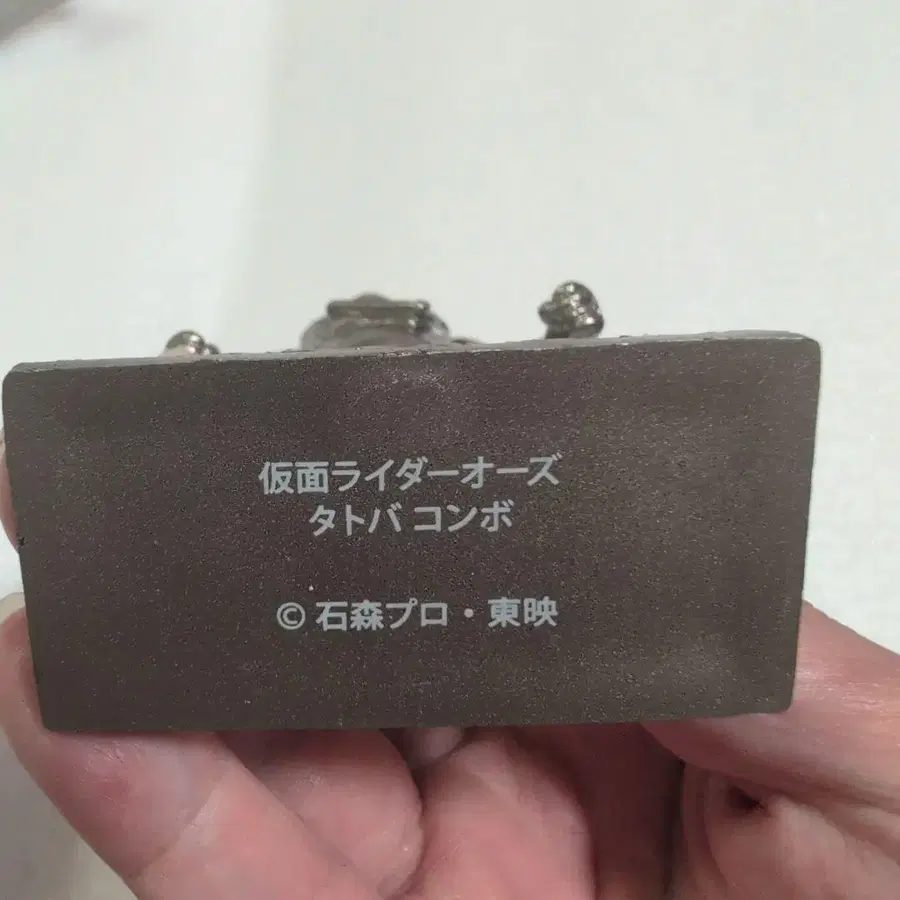 仮面ライダーオーズ
タトバ コンボ
© 石森プロ・東映